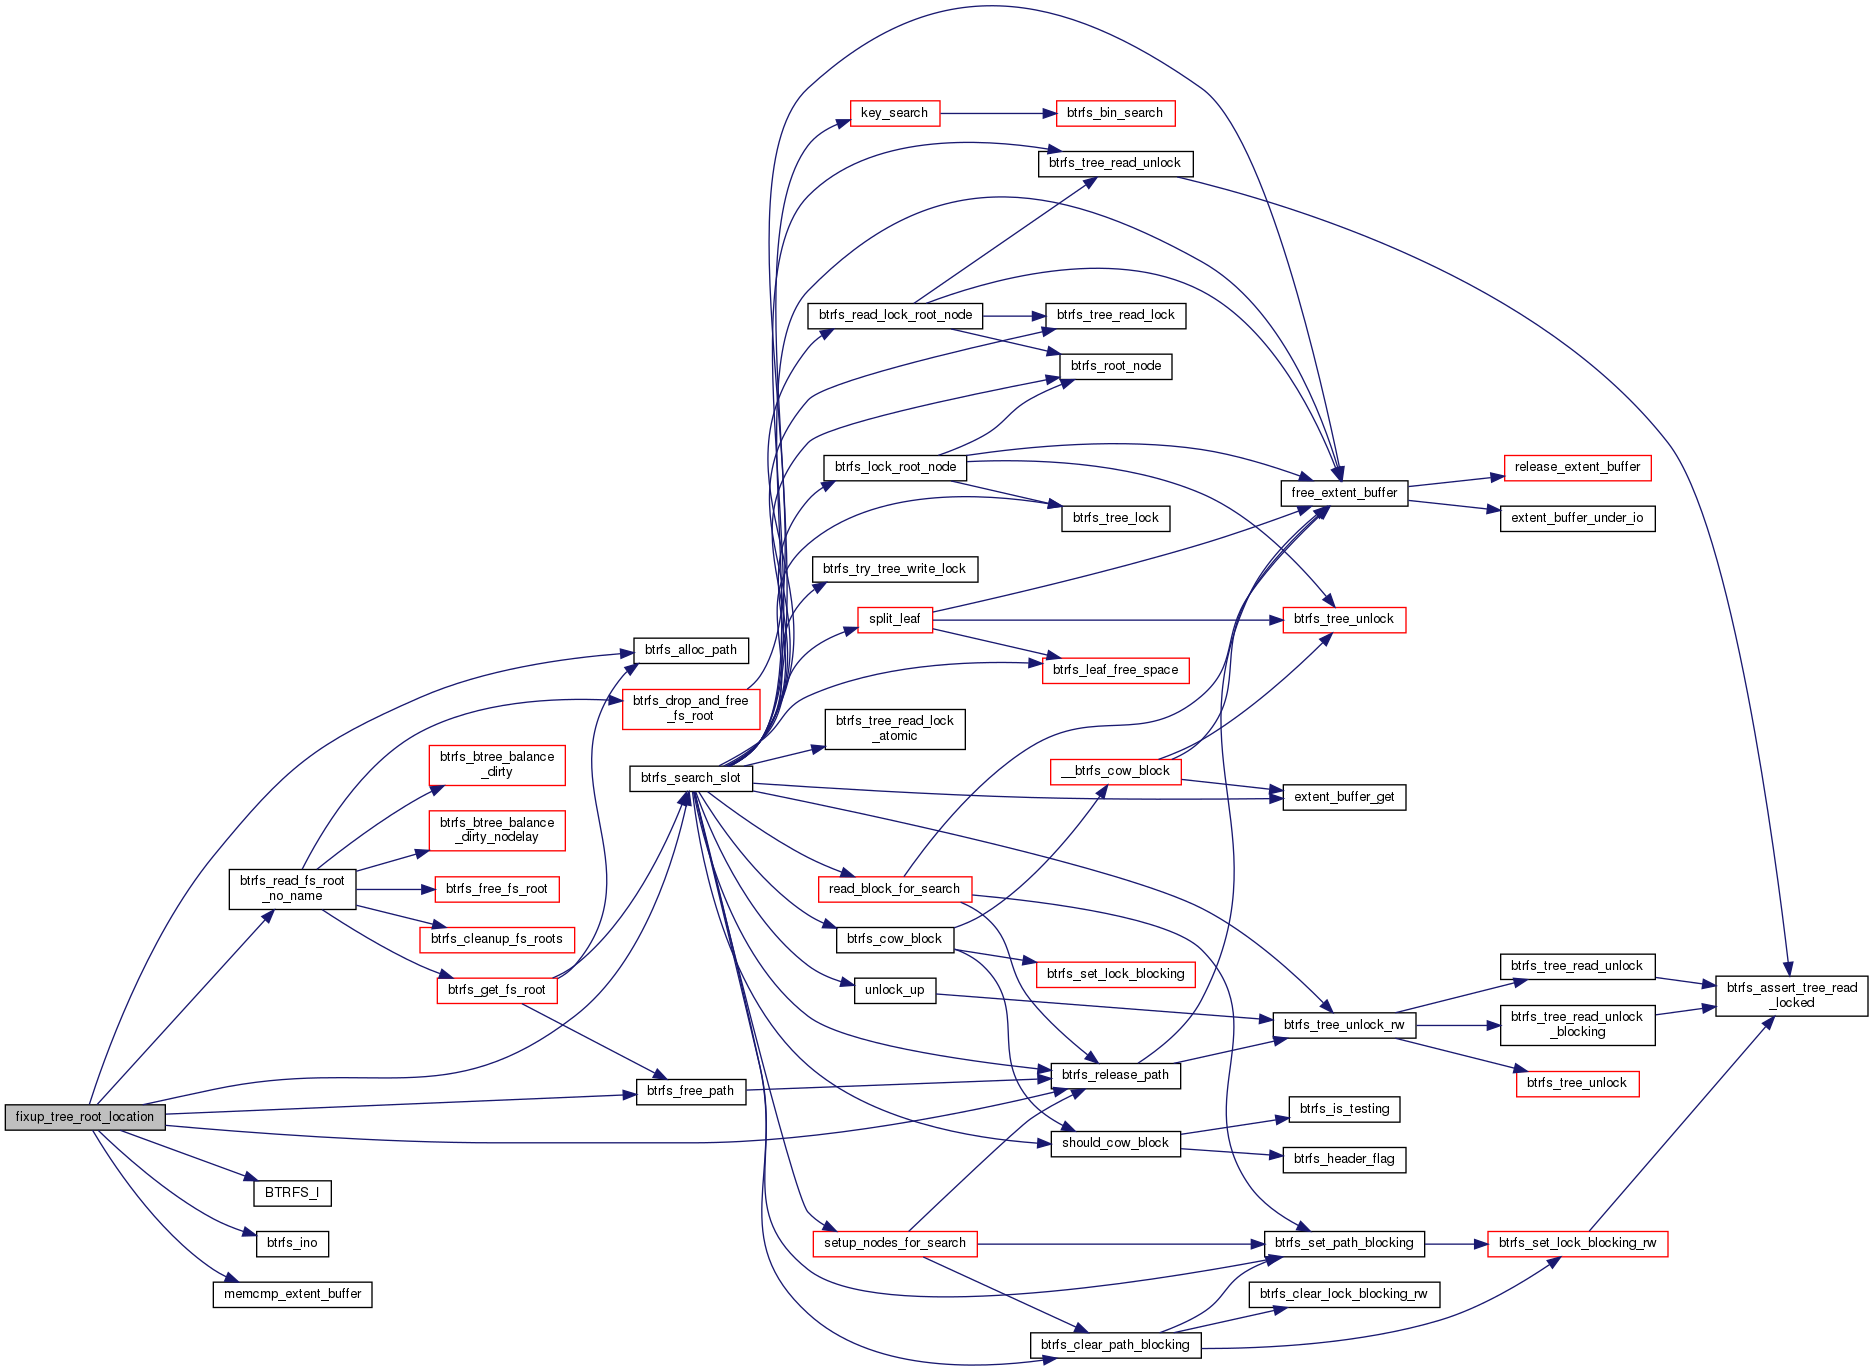 key_search
btrfs_bin_search
btrfs_tree_read_unlock
btrfs_read_lock_root_node
btrfs_tree_read_lock
btrfs_root_node
btrfs_lock_root_node
release_extent_buffer
free_extent_buffer
btrfs_tree_lock
extent_buffer_under_io
btrfs_try_tree_write_lock
split_leaf
btrfs_tree_unlock
btrfs_alloc_path
btrfs_leaf_free_space
btrfs_drop_and_free
_fs_root
btrfs_tree_read_lock
_atomic
btrfs_btree_balance
_dirty
btrfs_search_slot
__btrfs_cow_block
extent_buffer_get
btrfs_btree_balance
_dirty_nodelay
btrfs_read_fs_root
_no_name
btrfs_free_fs_root
read_block_for_search
btrfs_cleanup_fs_roots
btrfs_cow_block
btrfs_set_lock_blocking
btrfs_tree_read_unlock
btrfs_get_fs_root
unlock_up
btrfs_assert_tree_read
_locked
btrfs_tree_unlock_rw
btrfs_tree_read_unlock
_blocking
btrfs_release_path
btrfs_tree_unlock
btrfs_free_path
fixup_tree_root_location
btrfs_is_testing
should_cow_block
btrfs_header_flag
BTRFS_I
btrfs_ino
setup_nodes_for_search
btrfs_set_path_blocking
btrfs_set_lock_blocking_rw
memcmp_extent_buffer
btrfs_clear_lock_blocking_rw
btrfs_clear_path_blocking